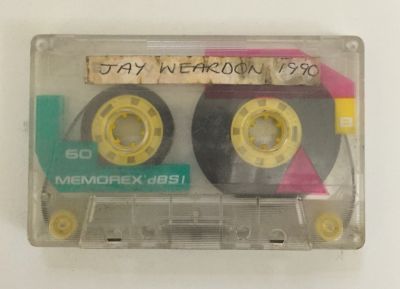 JAY WEARDON 1990
B
60
MEMOREX dBS I